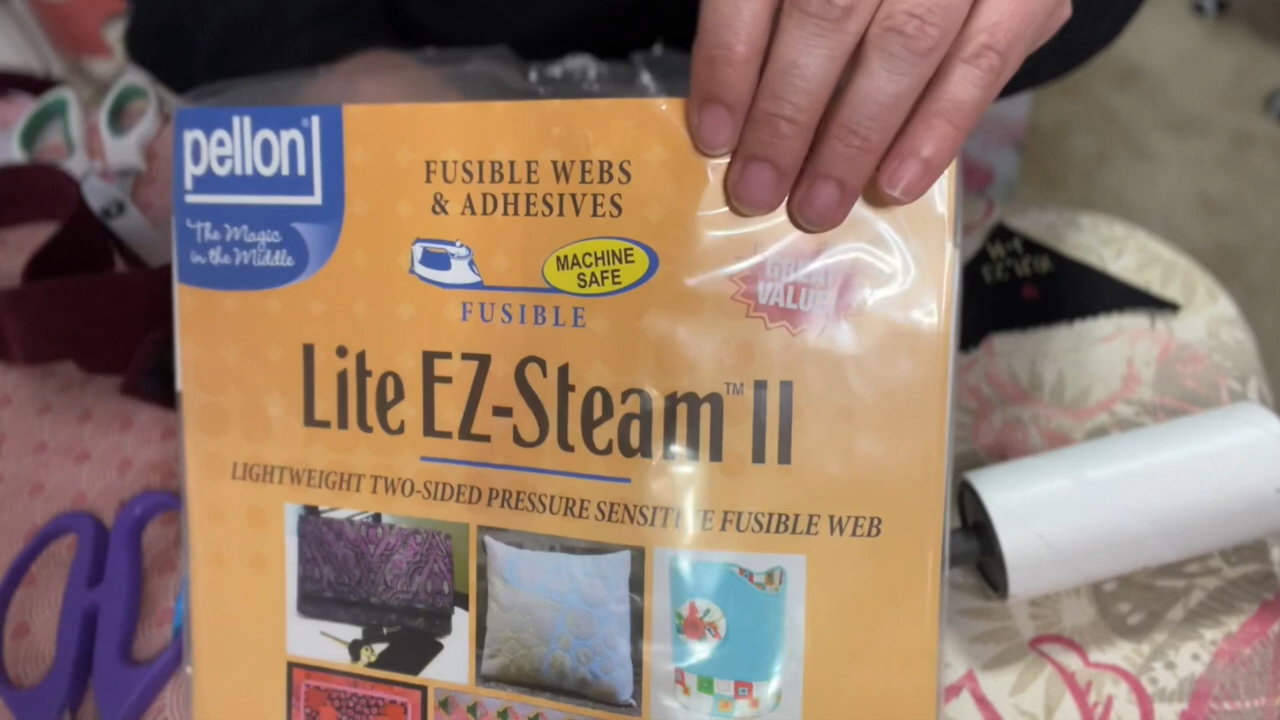 pellon®
The Magic
in the Middle
FUSIBLE WEBS
& ADHESIVES
MACHINE
SAFE
FUSIBLE
GREAT
VALUE!
Lite EZ-Steam™ II
LIGHTWEIGHT TWO-SIDED PRESSURE SENSITIVE FUSIBLE WEB